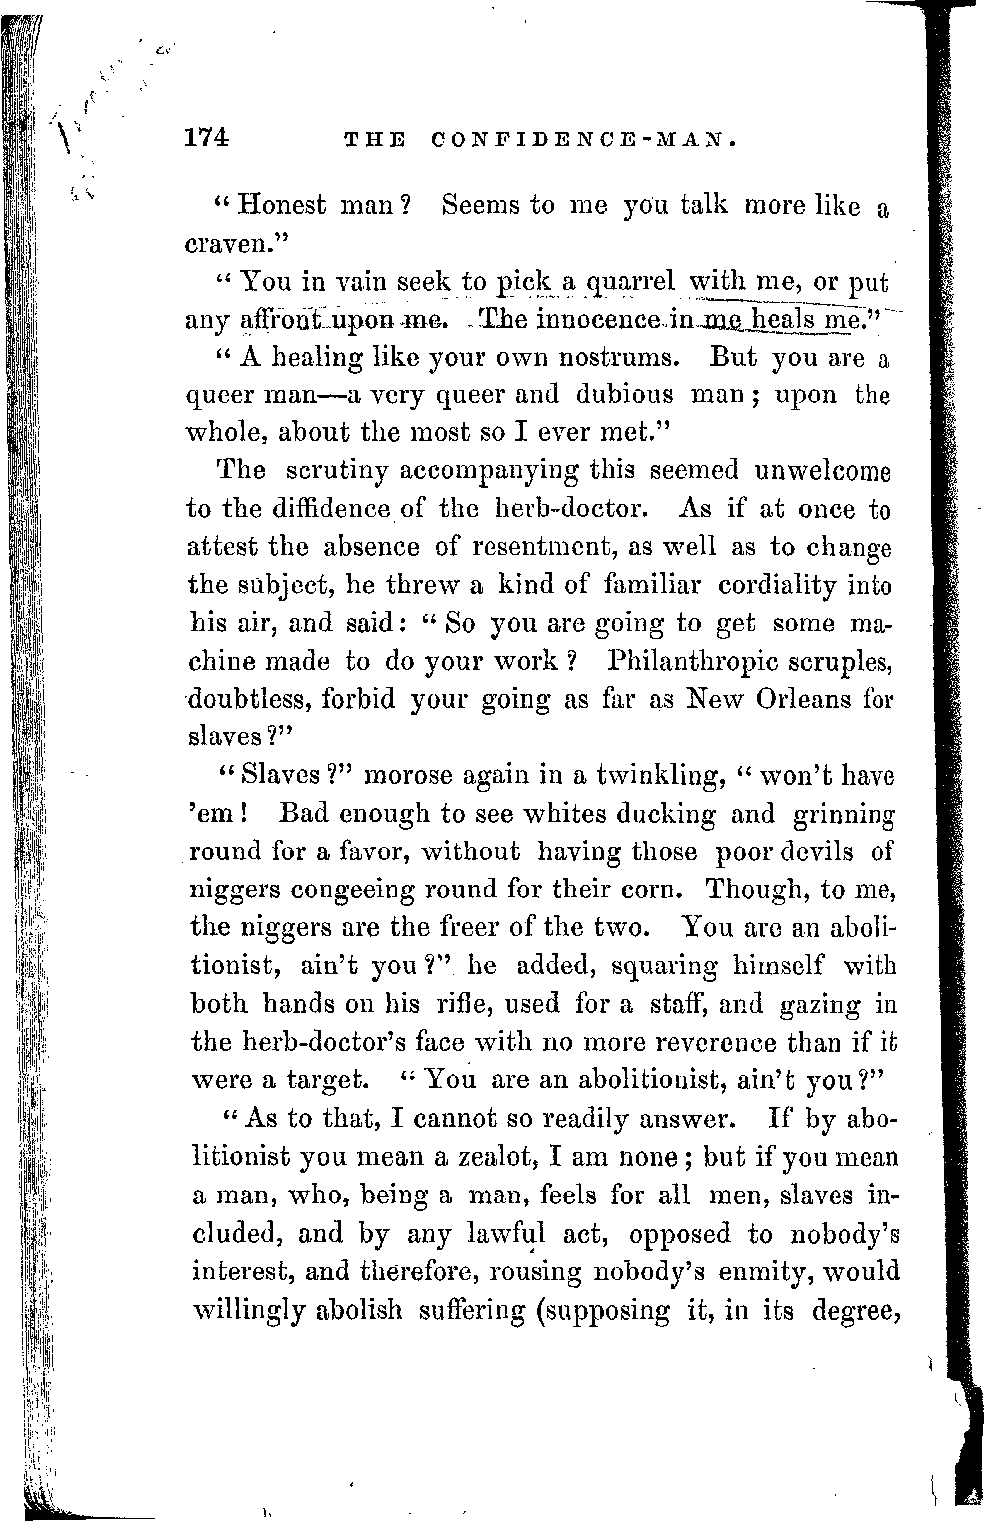 174 THE CONFIDENCE-MAN.
"Honest man? Seems to me you talk more like a
craven."
"You in vain seek to pick a quarrel with me, or put
any affront upon me. The innocence in me heals me."
"A healing like your own nostrums. But you are a
queer man—a very queer and dubious man; upon the
whole, about the most so I ever met."
The scrutiny accompanying this seemed unwelcome
to the diffidence of the herb-doctor. As if at once to
attest the absence of resentment, as well as to change
the subject, he threw a kind of familiar cordiality into
his air, and said: "So you are going to get some ma-
chine made to do your work? Philanthropic scruples,
doubtless, forbid your going as far as New Orleans for
slaves?"
"Slaves?" morose again in a twinkling, "won't have
'em! Bad enough to see whites ducking and grinning
round for a favor, without having those poor devils of
niggers congeeing round for their corn. Though, to me,
the niggers are the freer of the two. You are an aboli-
tionist, ain't you?" he added, squaring himself with
both hands on his rifle, used for a staff, and gazing in
the herb-doctor's face with no more reverence than if it
were a target. "You are an abolitionist, ain't you?"
"As to that, I cannot so readily answer. If by abo-
litionist you mean a zealot, I am none; but if you mean
a man, who, being a man, feels for all men, slaves in-
cluded, and by any lawful act, opposed to nobody's
interest, and therefore, rousing nobody's enmity, would
willingly abolish suffering (supposing it, in its degree,